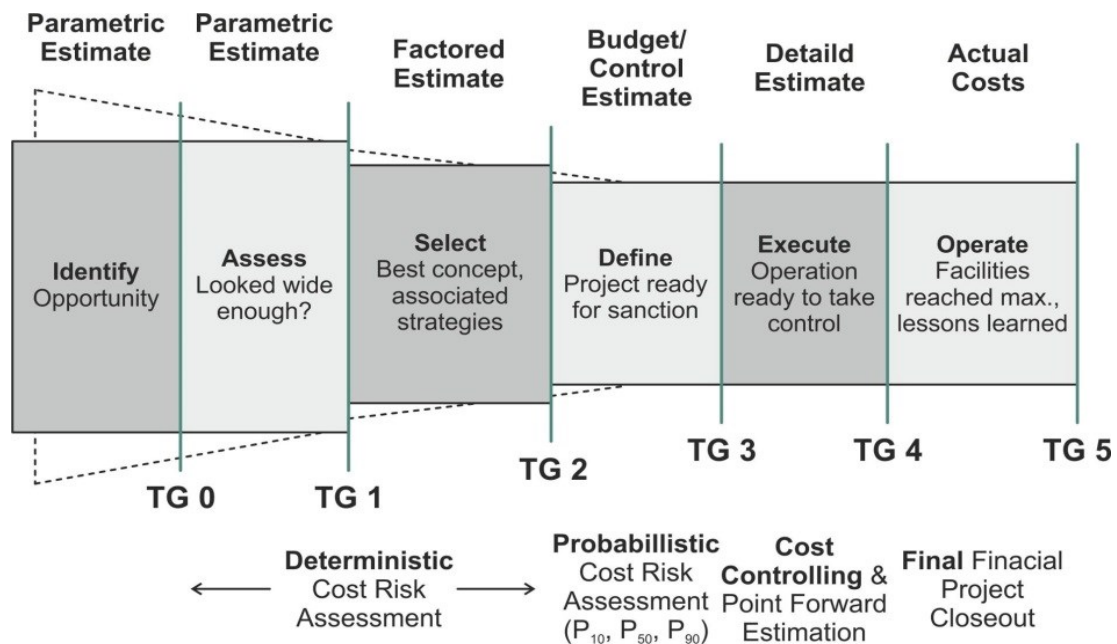 Parametric
Estimate
Parametric
Estimate
Factored
Estimate
Budget/
Control
Estimate
Detaild
Estimate
Actual
Costs
Identify
Opportunity
Assess
Looked wide
enough?
Select
Best concept,
associated
strategies
Define
Project ready
for sanction
Execute
Operation
ready to take
control
Operate
Facilities
reached max.,
lessons learned
TG 0
TG 1
TG 2
TG 3
TG 4
TG 5
Deterministic
Cost Risk
Assessment
Probabillistic
Cost Risk
Assessment
(P₁₀, P₅₀, P₉₀)
Cost
Controlling &
Point Forward
Estimation
Final Finacial
Project
Closeout